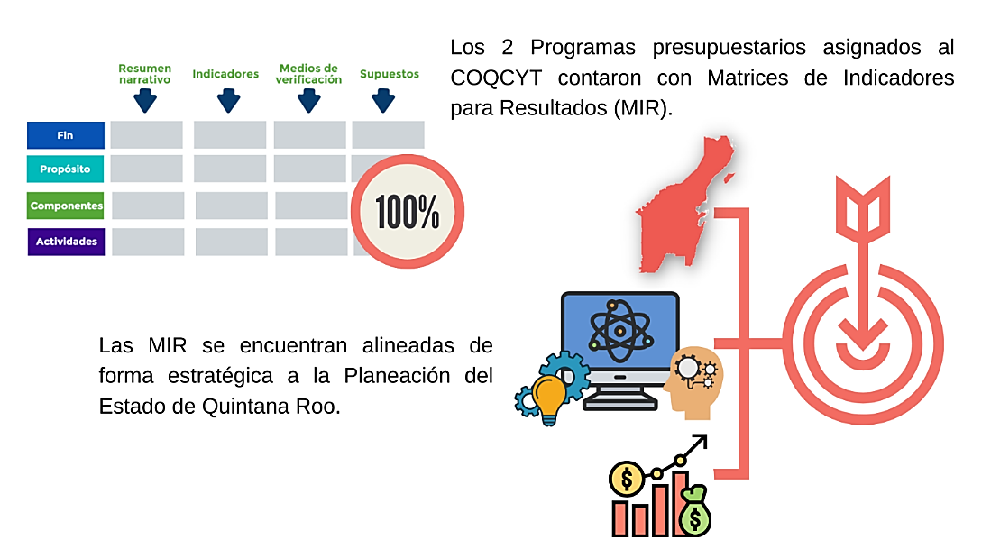 Los 2 Programas presupuestarios asignados al
COQCYT contaron con Matrices de Indicadores
para Resultados (MIR).
Resumen
narrativo
Indicadores
Medios de
verificación
Supuestos
Fin
Propósito
Componentes
Actividades
100%
Las MIR se encuentran alineadas de
forma estratégica a la Planeación del
Estado de Quintana Roo.
$
$